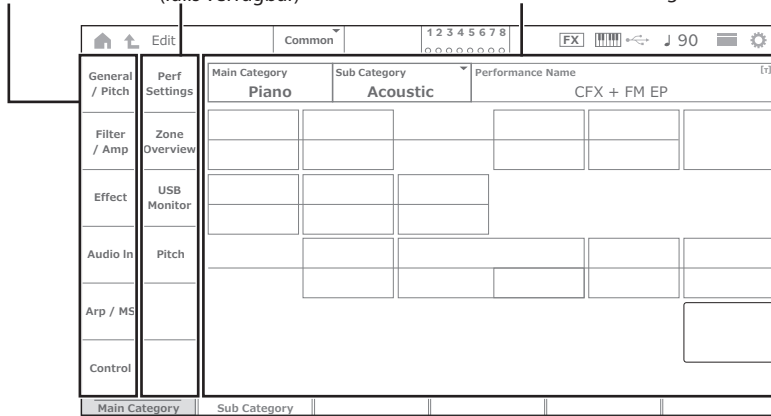 (falls verfügbar)
Edit
Common
1 2 3 4 5 6 7 8
FX
90
General / Pitch
Perf Settings
Main Category
Piano
Sub Category
Acoustic
Performance Name
[T]
CFX + FM EP
Filter / Amp
Zone Overview
Effect
USB Monitor
Audio In
Pitch
Arp / MS
Control
Main Category
Sub Category